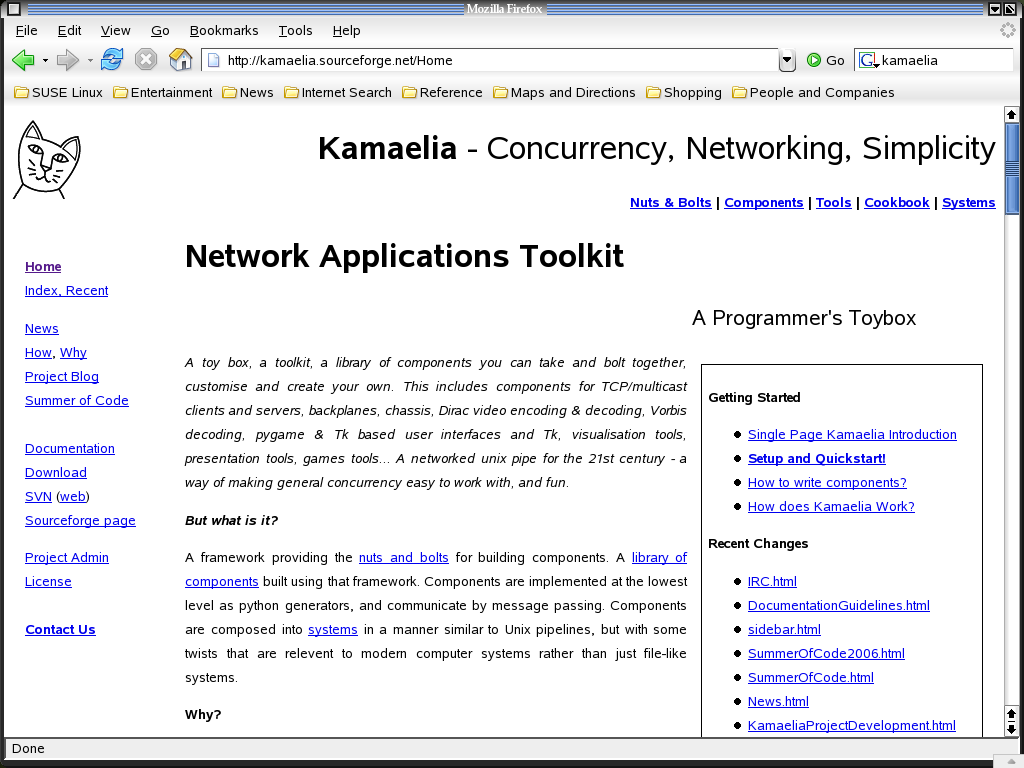 Mozilla Firefox
File Edit View Go Bookmarks Tools Help
http://kamaelia.sourceforge.net/Home Go G kamaelia
SUSE Linux Entertainment News Internet Search Reference Maps and Directions Shopping People and Companies
Kamaelia - Concurrency, Networking, Simplicity
Nuts & Bolts | Components | Tools | Cookbook | Systems
Home
Index, Recent
News
How, Why
Project Blog
Summer of Code
Documentation
Download
SVN (web)
Sourceforge page
Project Admin
License
Contact Us
Network Applications Toolkit
A Programmer's Toybox
A toy box, a toolkit, a library of components you can take and bolt together,
customise and create your own. This includes components for TCP/multicast
clients and servers, backplanes, chassis, Dirac video encoding & decoding, Vorbis
decoding, pygame & Tk based user interfaces and Tk, visualisation tools,
presentation tools, games tools... A networked unix pipe for the 21st century - a
way of making general concurrency easy to work with, and fun.
But what is it?
A framework providing the nuts and bolts for building components. A library of
components built using that framework. Components are implemented at the lowest
level as python generators, and communicate by message passing. Components
are composed into systems in a manner similar to Unix pipelines, but with some
twists that are relevent to modern computer systems rather than just file-like
systems.
Why?
Getting Started
Single Page Kamaelia Introduction
Setup and Quickstart!
How to write components?
How does Kamaelia Work?
Recent Changes
IRC.html
DocumentationGuidelines.html
sidebar.html
SummerOfCode2006.html
SummerOfCode.html
News.html
KamaeliaProjectDevelopment.html
Done